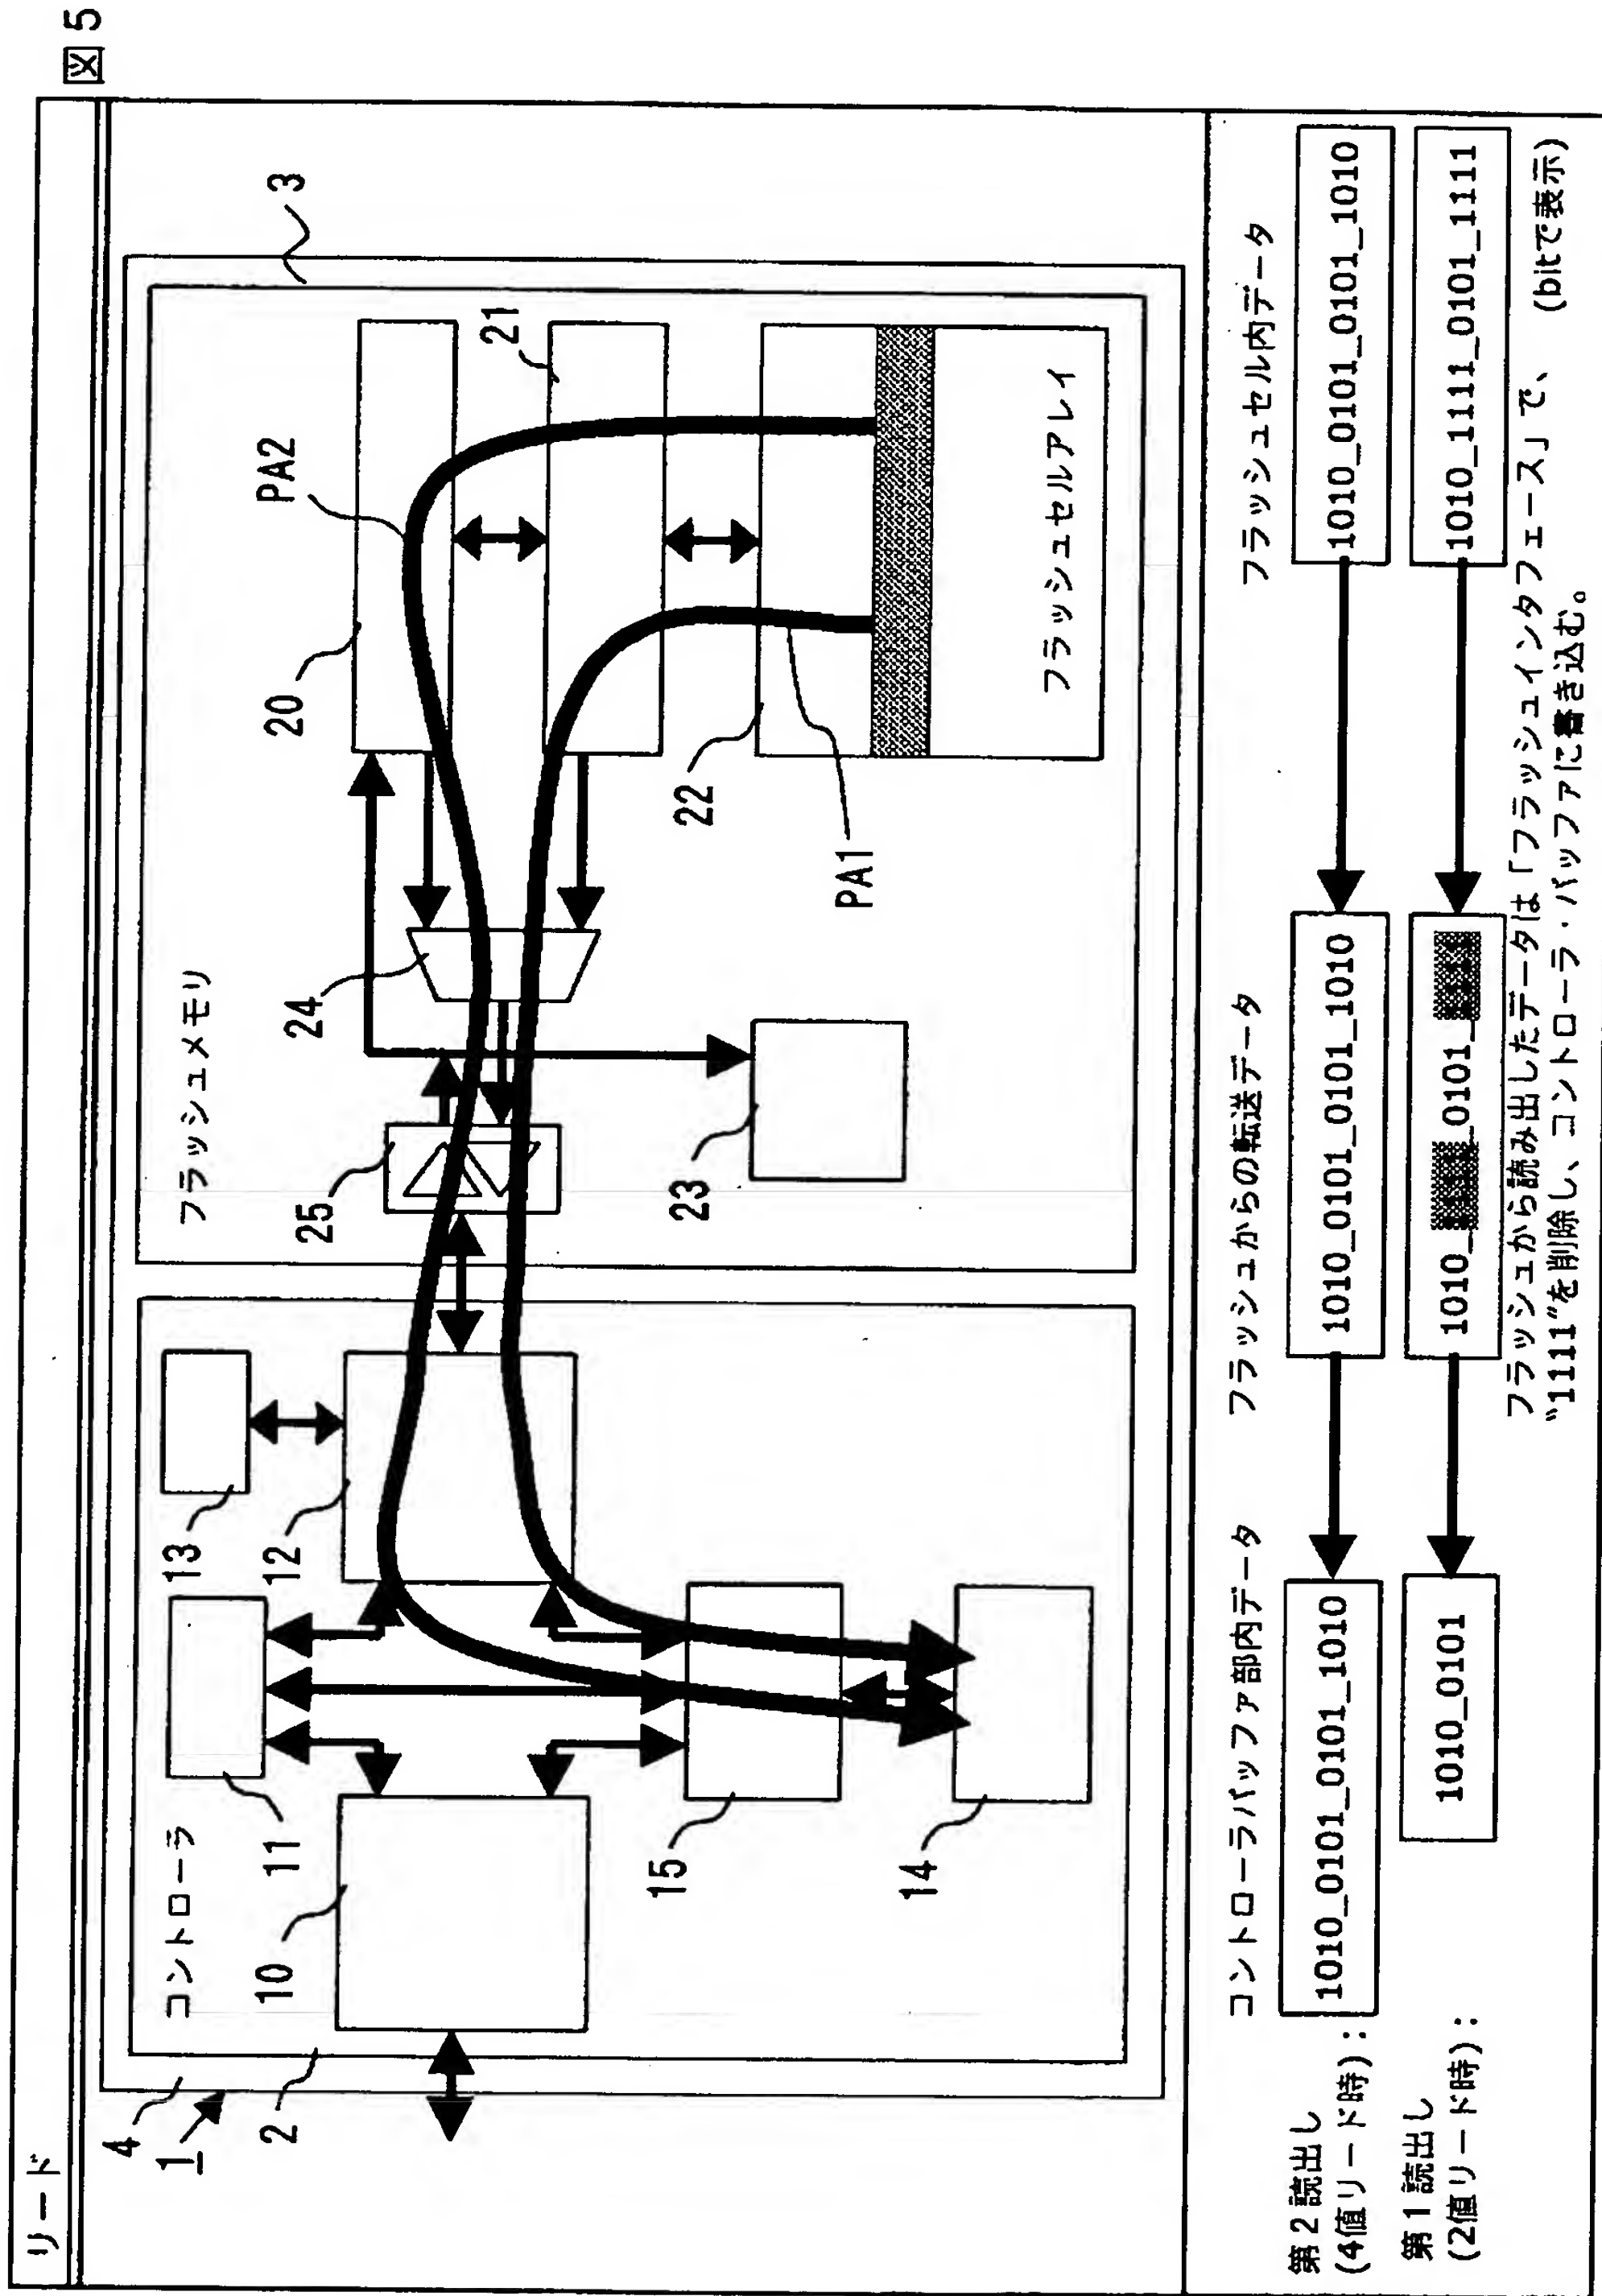 図5
リード
1
4
2
コントローラ
10
11
13
12
15
14
フラッシュメモリ
3
25
24
23
20
PA2
21
22
PA1
フラッシュセルアレイ
コントローラバッファ部内データ
フラッシュからの転送データ
フラッシュセル内データ
第2読出し
(4値リード時):
1010_0101_0101_1010
1010_0101_0101_1010
1010_0101_0101_1010
第1読出し
(2値リード時):
1010_0101
1010_ _0101_
1010_1111_0101_1111
フラッシュから読み出したデータは「フラッシュインタフェース」で、
"1111"を削除し、コントローラ・バッファに書き込む。
(bitで表示)